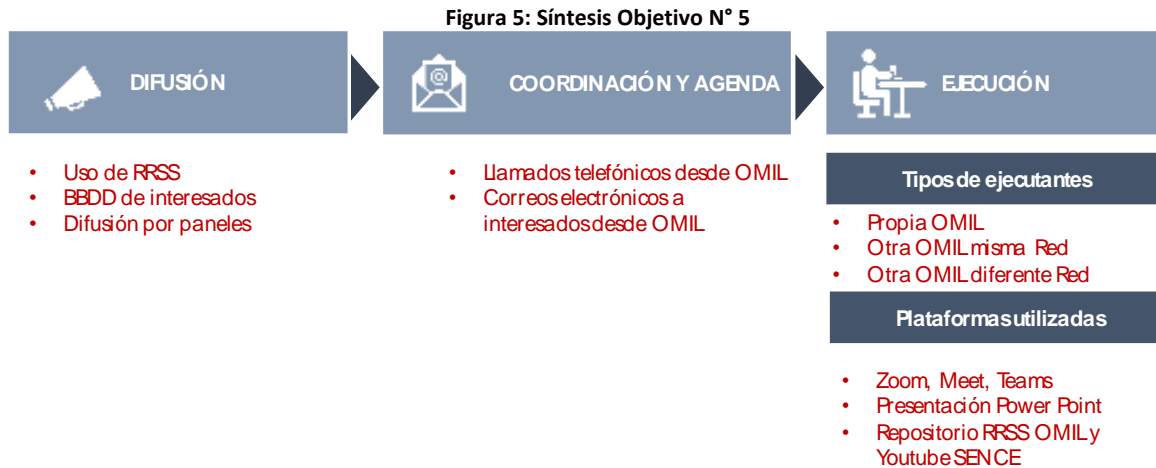 Figura 5: Síntesis Objetivo N° 5
DIFUSIÓN
COORDINACIÓN Y AGENDA
EJECUCIÓN
• Uso de RRSS
• BBDD de interesados
• Difusión por paneles
• Llamados telefónicos desde OMIL
• Correos electrónicos a
interesados desde OMIL
Tipos de ejecutantes
• Propia OMIL
• Otra OMIL misma Red
• Otra OMIL diferente Red
Plataformas utilizadas
• Zoom, Meet, Teams
• Presentación Power Point
• Repositorio RRSS OMIL y
Youtube SENCE